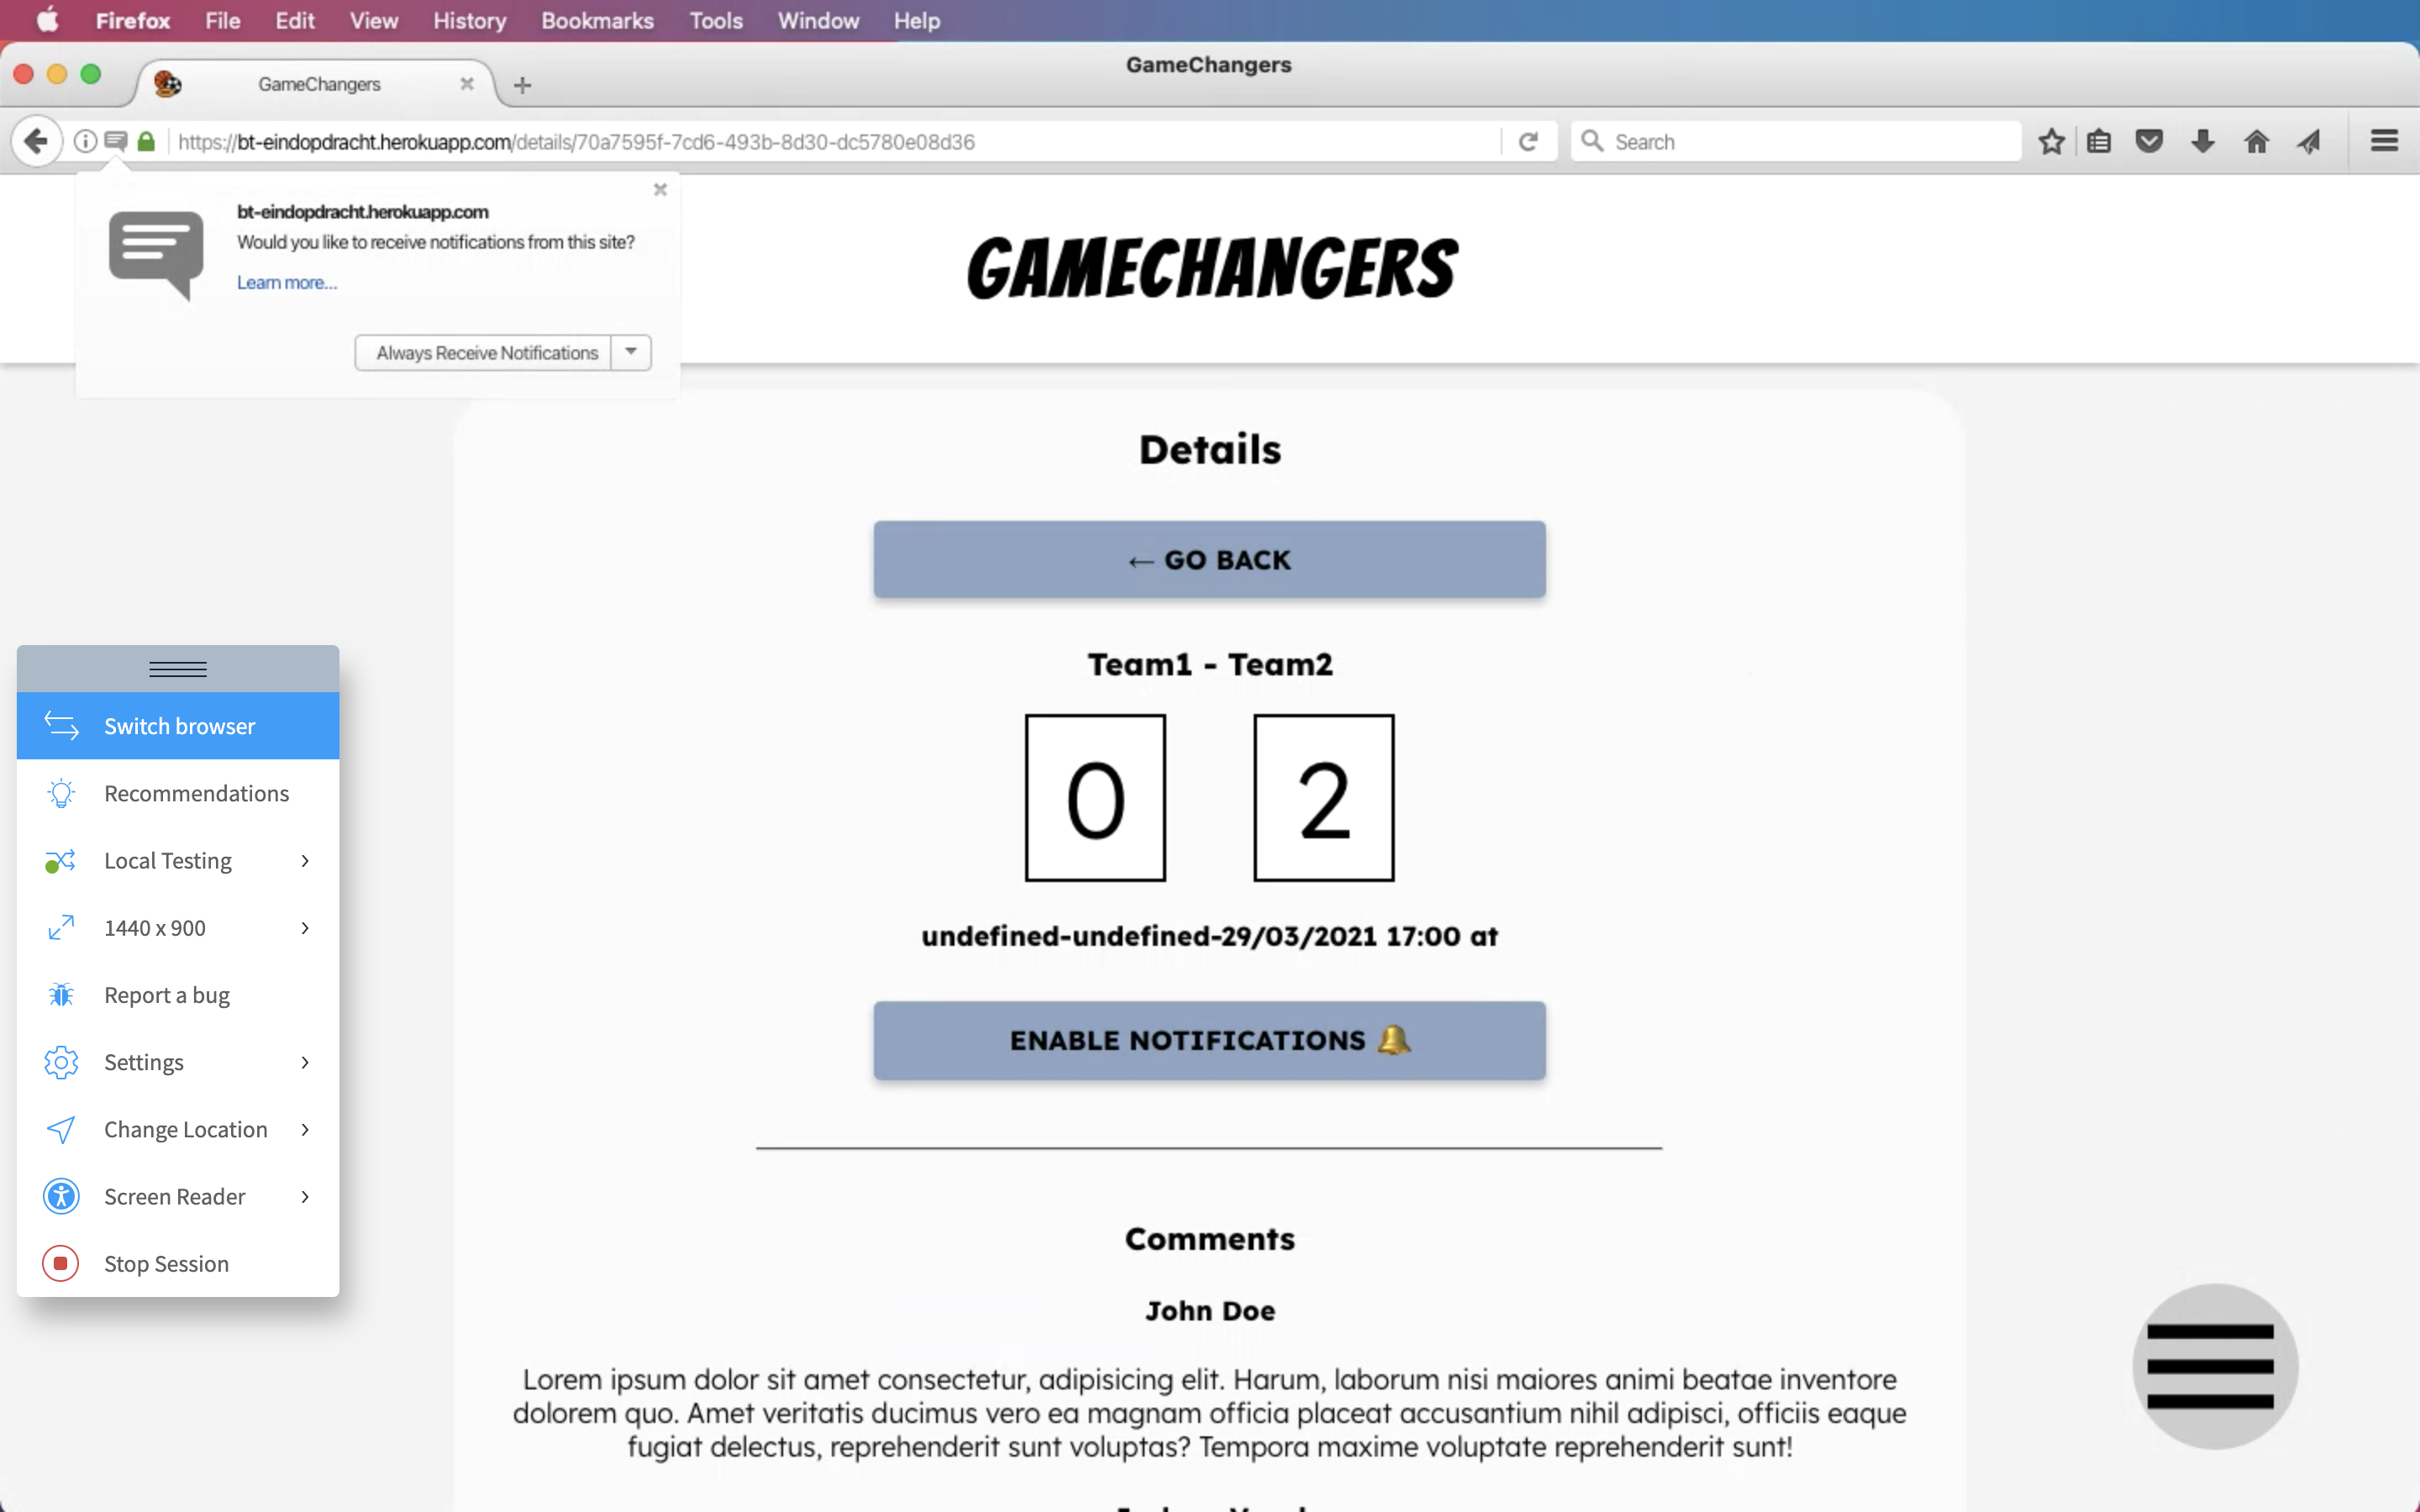 Firefox File Edit View History Bookmarks Tools Window Help
GameChangers
GameChangers
https://bt-eindopdracht.herokuapp.com/details/70a7595f-7cd6-493b-8d30-dc5780e08d36
Search
bt-eindopdracht.herokuapp.com
Would you like to receive notifications from this site?
Learn more...
Always Receive Notifications
GAMECHANGERS
Details
← GO BACK
Team1 - Team2
0 2
undefined-undefined-29/03/2021 17:00 at
ENABLE NOTIFICATIONS 🔔
Comments
John Doe
Lorem ipsum dolor sit amet consectetur, adipisicing elit. Harum, laborum nisi maiores animi beatae inventore
dolorem quo. Amet veritatis ducimus vero ea magnam officia placeat accusantium nihil adipisci, officiis eaque
fugiat delectus, reprehenderit sunt voluptas? Tempora maxime voluptate reprehenderit sunt!
Switch browser
Recommendations
Local Testing
1440 x 900
Report a bug
Settings
Change Location
Screen Reader
Stop Session